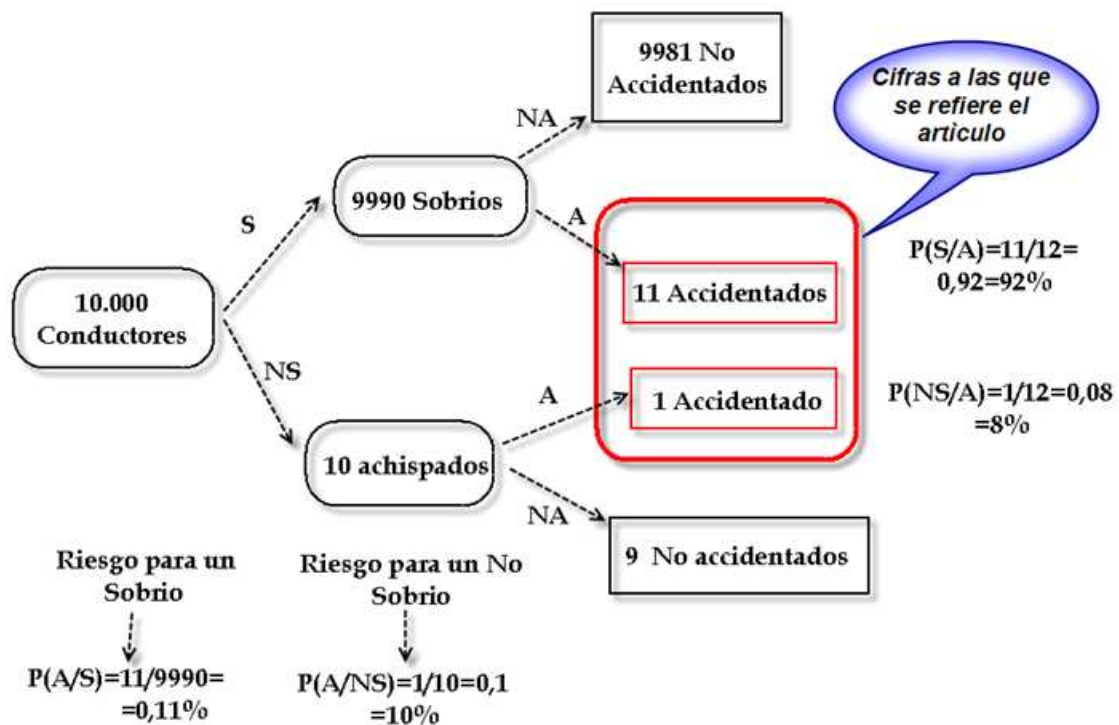 9981 No
Accidentados
Cifras a las que
se refiere el
articulo
NA
9990 Sobrios
S
A
P(S/A)=11/12=
0,92=92%
10.000
Conductores
11 Accidentados
NS
A
1 Accidentado
P(NS/A)=1/12=0,08
=8%
10 achispados
NA
9 No accidentados
Riesgo para un
Sobrio
Riesgo para un No
Sobrio
P(A/S)=11/9990=
=0,11%
P(A/NS)=1/10=0,1
=10%